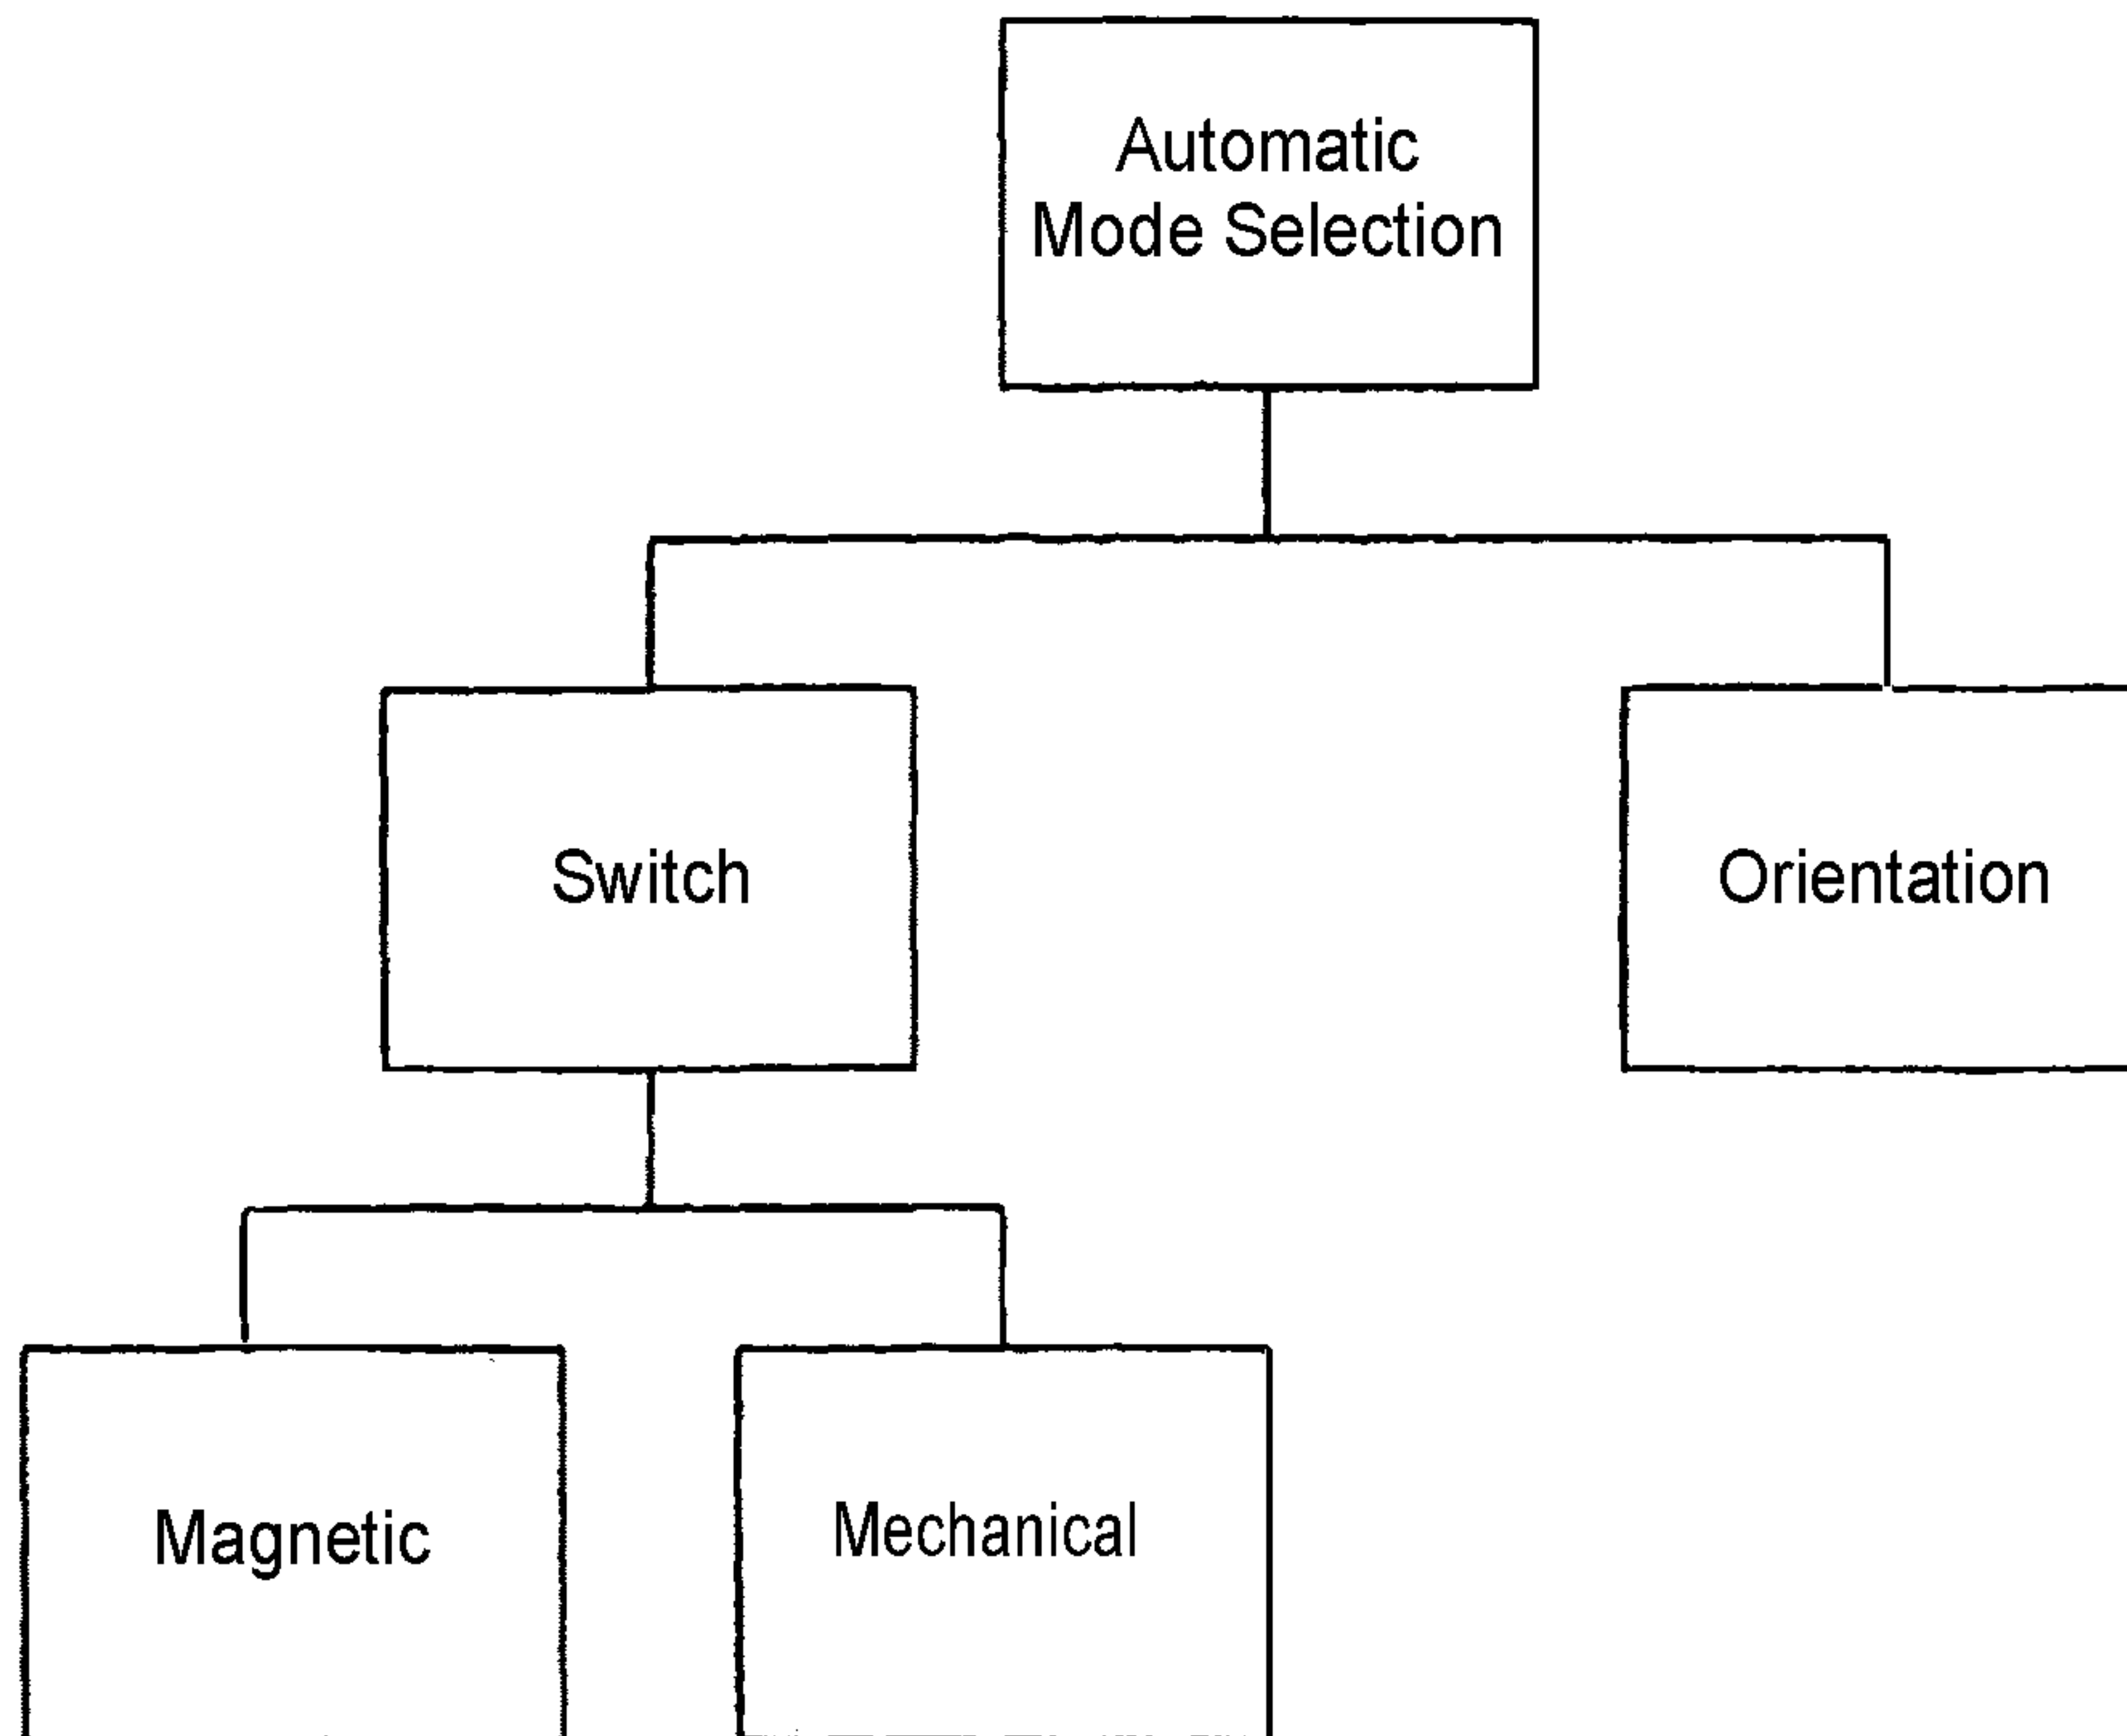 Automatic
Mode Selection
Switch
Orientation
Magnetic
Mechanical